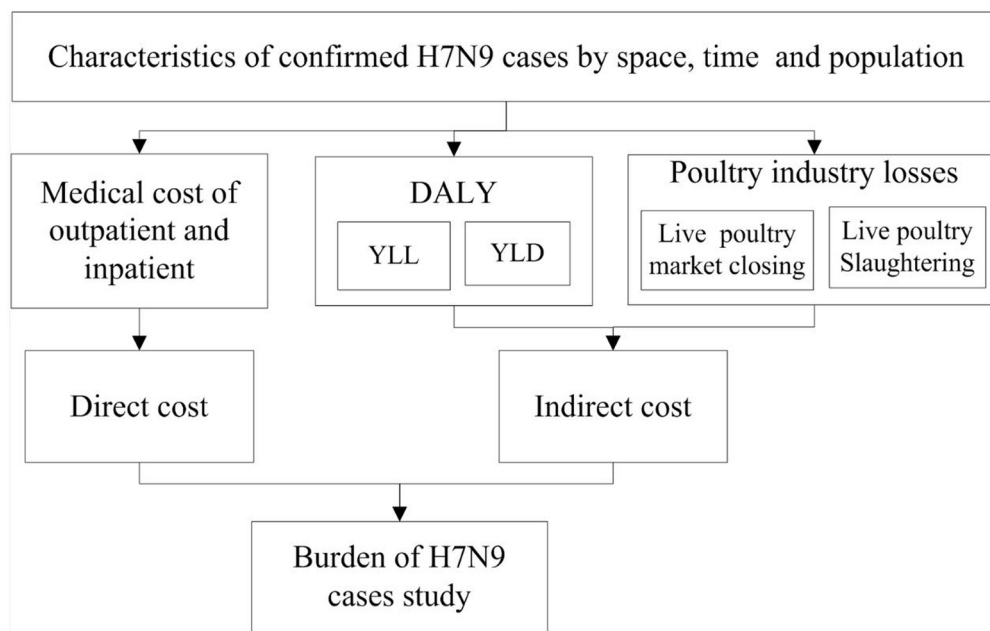 Characteristics of confirmed H7N9 cases by space, time and population
Medical cost of
outpatient and
inpatient
DALY
YLL
YLD
Poultry industry losses
Live poultry
market closing
Live poultry
Slaughtering
Direct cost
Indirect cost
Burden of H7N9
cases study